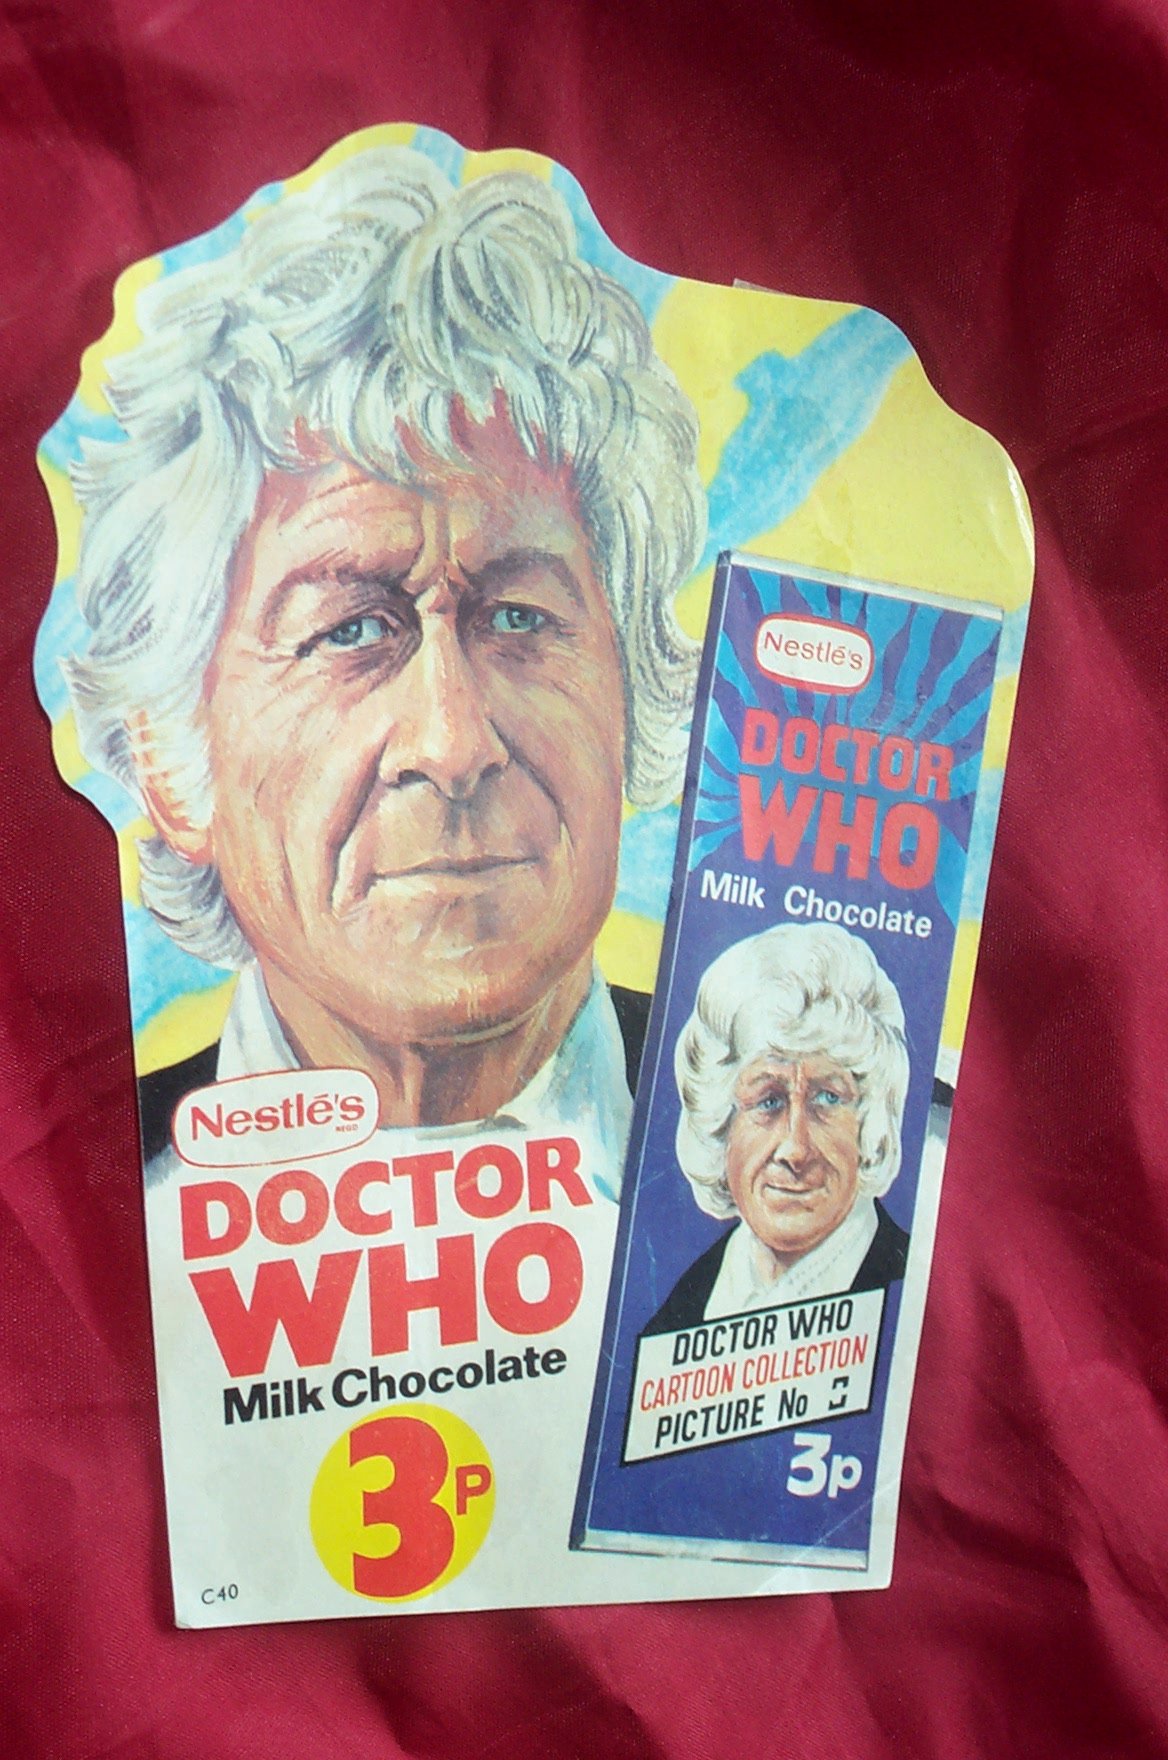 Nestlé's
REGD
DOCTOR
WHO
Milk Chocolate
3P
C40
Nestlé's
DOCTOR
WHO
Milk Chocolate
DOCTOR WHO
CARTOON COLLECTION
PICTURE No
3p